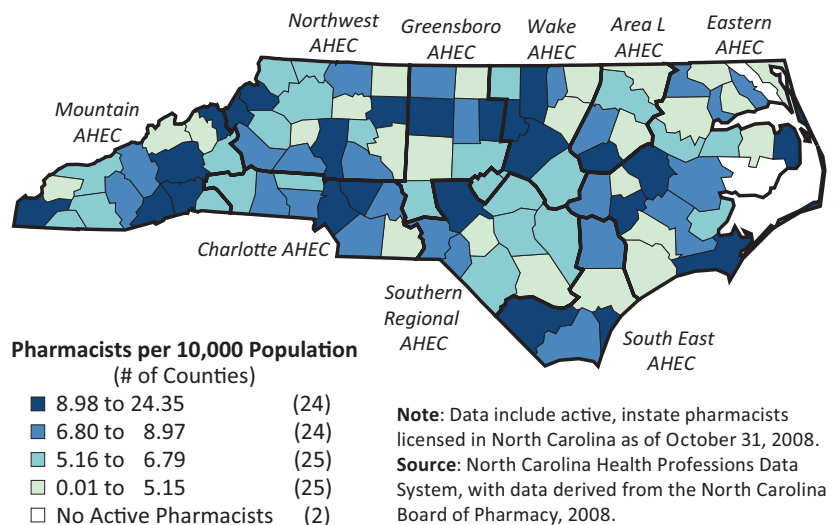 Northwest
AHEC
Greensboro
AHEC
Wake
AHEC
Area L
AHEC
Eastern
AHEC
Mountain
AHEC
Charlotte AHEC
Southern
Regional
AHEC
South East
AHEC
Pharmacists per 10,000 Population
(# of Counties)
8.98 to 24.35 (24)
6.80 to 8.97 (24)
5.16 to 6.79 (25)
0.01 to 5.15 (25)
No Active Pharmacists (2)
Note: Data include active, instate pharmacists
licensed in North Carolina as of October 31, 2008.
Source: North Carolina Health Professions Data
System, with data derived from the North Carolina
Board of Pharmacy, 2008.